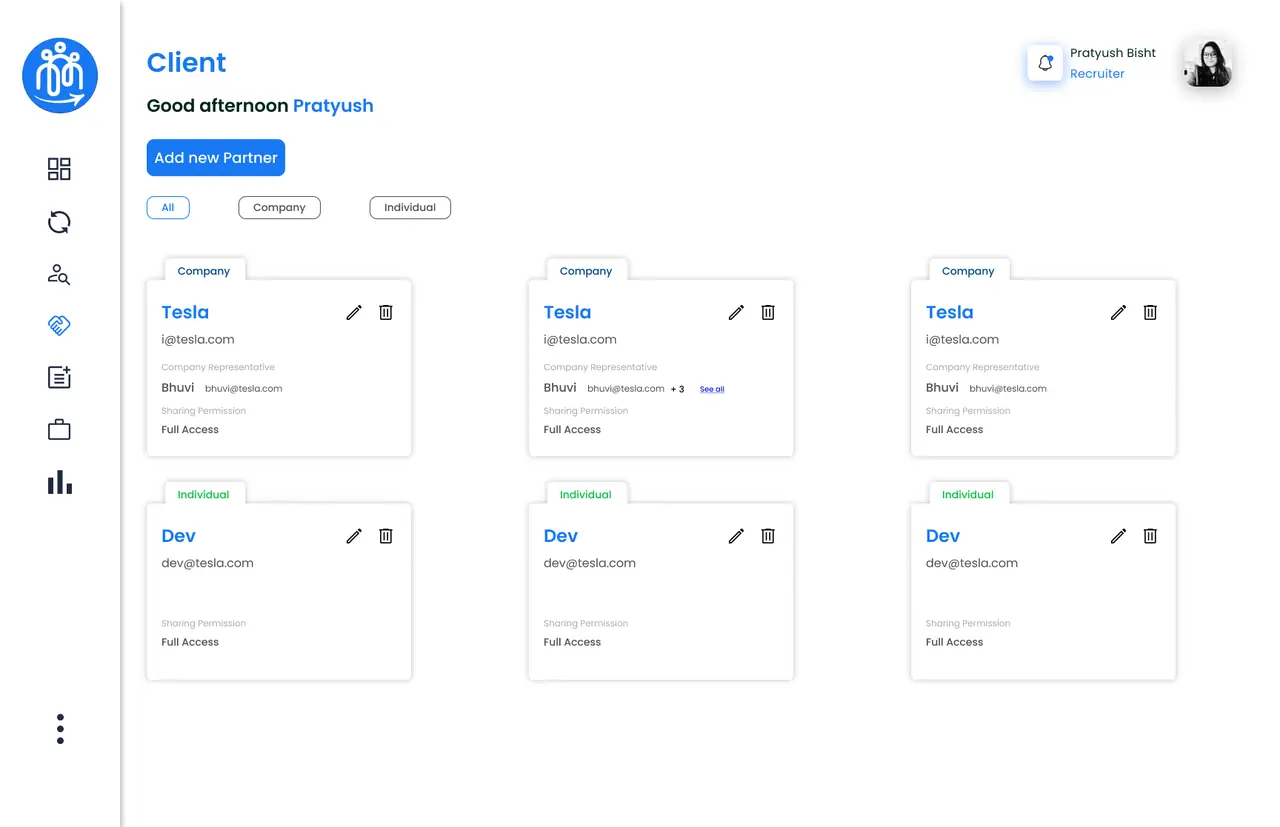 Client
Pratyush Bisht
Recruiter
Good afternoon Pratyush
Add new Partner
All
Company
Individual
Company
Tesla
i@tesla.com
Company Representative
Bhuvi bhuvi@tesla.com
Sharing Permission
Full Access
Company
Tesla
i@tesla.com
Company Representative
Bhuvi bhuvi@tesla.com + 3 See all
Sharing Permission
Full Access
Company
Tesla
i@tesla.com
Company Representative
Bhuvi bhuvi@tesla.com
Sharing Permission
Full Access
Individual
Dev
dev@tesla.com
Sharing Permission
Full Access
Individual
Dev
dev@tesla.com
Sharing Permission
Full Access
Individual
Dev
dev@tesla.com
Sharing Permission
Full Access